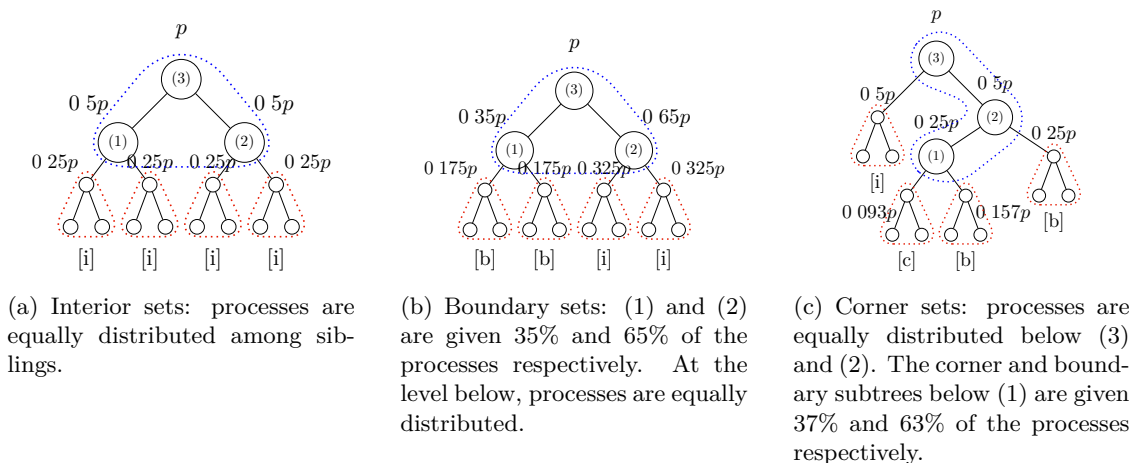 p
(3)
0 5p
0 5p
(1)
(2)
0 25p
0 25p
0 25p
0 25p
[i]
[i]
[i]
[i]
(a) Interior sets: processes are
equally distributed among sib-
lings.
p
(3)
0 35p
0 65p
(1)
(2)
0 175p
0 175p
0 325p
0 325p
[b]
[b]
[i]
[i]
(b) Boundary sets: (1) and (2)
are given 35% and 65% of the
processes respectively. At the
level below, processes are equally
distributed.
p
(3)
0 5p
0 5p
(2)
0 25p
0 25p
(1)
[i]
[b]
0 093p
0 157p
[c]
[b]
(c) Corner sets: processes are
equally distributed below (3)
and (2). The corner and bound-
ary subtrees below (1) are given
37% and 63% of the processes
respectively.